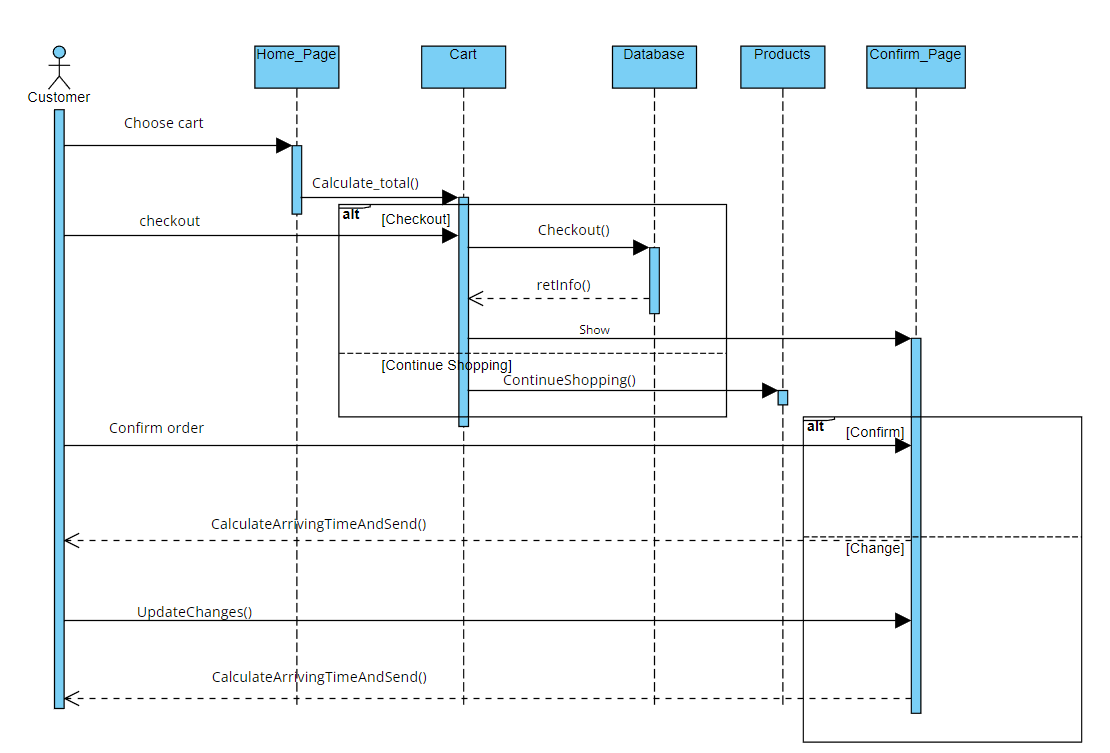 Home_Page
Cart
Database
Products
Confirm_Page
Customer
Choose cart
Calculate_total()
alt
[Checkout]
checkout
Checkout()
retInfo()
Show
[Continue Shopping]
ContinueShopping()
alt
[Confirm]
Confirm order
CalculateArrivingTimeAndSend()
[Change]
UpdateChanges()
CalculateArrivingTimeAndSend()